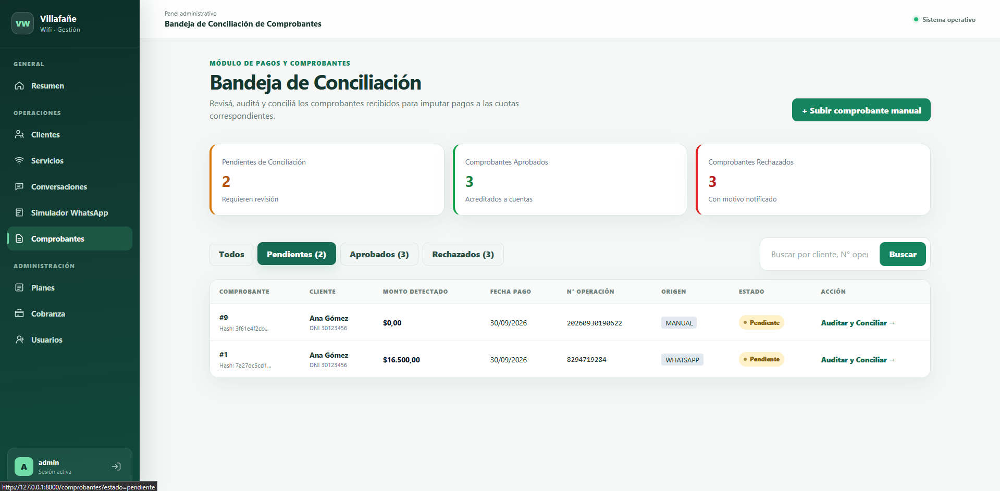 VW
Villafañe
Wifi · Gestión
GENERAL
Resumen
OPERACIONES
Clientes
Servicios
Conversaciones
Simulador WhatsApp
Comprobantes
ADMINISTRACIÓN
Planes
Cobranza
Usuarios
A
admin
Sesión activa
http://127.0.0.1:8000/comprobantes?estado=pendiente
Panel administrativo
Bandeja de Conciliación de Comprobantes
Sistema operativo
MÓDULO DE PAGOS Y COMPROBANTES
Bandeja de Conciliación
Revisá, auditá y conciliá los comprobantes recibidos para imputar pagos a las cuotas
correspondientes.
+ Subir comprobante manual
Pendientes de Conciliación
2
Requieren revisión
Comprobantes Aprobados
3
Acreditados a cuentas
Comprobantes Rechazados
3
Con motivo notificado
Todos
Pendientes (2)
Aprobados (3)
Rechazados (3)
Buscar por cliente, N° oper
Buscar
COMPROBANTE CLIENTE MONTO DETECTADO FECHA PAGO N° OPERACIÓN ORIGEN ESTADO ACCIÓN
#9 Ana Gómez $0,00 30/09/2026 20260930190622 MANUAL Pendiente Auditar y Conciliar →
Hash: 3f61e4f2cb... DNI 30123456
#1 Ana Gómez $16.500,00 30/09/2026 8294719284 WHATSAPP Pendiente Auditar y Conciliar →
Hash: 7a27dc5cd1... DNI 30123456